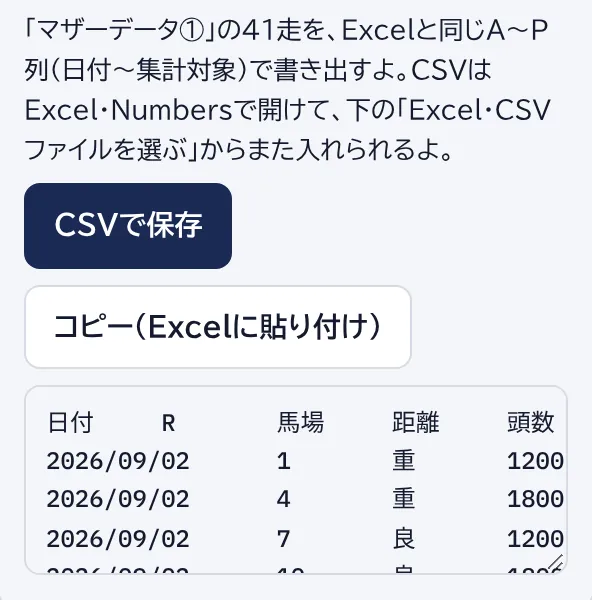 「マザーデータ①」の41走を、Excelと同じA〜P
列(日付〜集計対象)で書き出すよ。CSVは
Excel・Numbersで開けて、下の「Excel・CSV
ファイルを選ぶ」からまた入れられるよ。
CSVで保存
コピー(Excelに貼り付け)
日付 R 馬場 距離 頭数
2026/09/02 1 重 1200
2026/09/02 4 重 1800
2026/09/02 7 良 1200